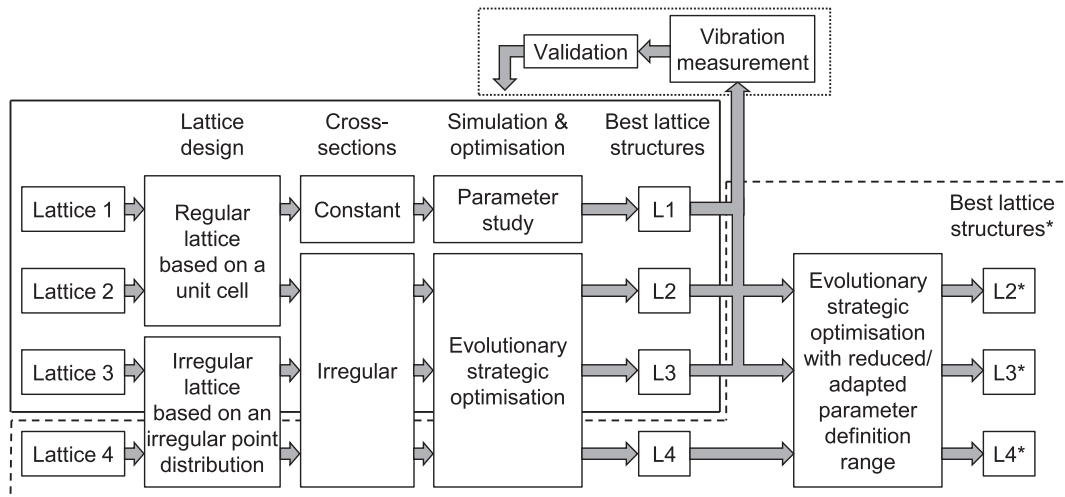 Validation
Vibration
measurement
Lattice
design
Cross-
sections
Simulation &
optimisation
Best lattice
structures
Lattice 1
Regular
lattice
based on a
unit cell
Constant
Parameter
study
L1
Best lattice
structures*
Lattice 2
L2
Evolutionary
strategic
optimisation
with reduced/
adapted
parameter
definition
range
L2*
Lattice 3
Irregular
lattice
based on an
irregular point
distribution
Irregular
Evolutionary
strategic
optimisation
L3
L3*
Lattice 4
L4
L4*